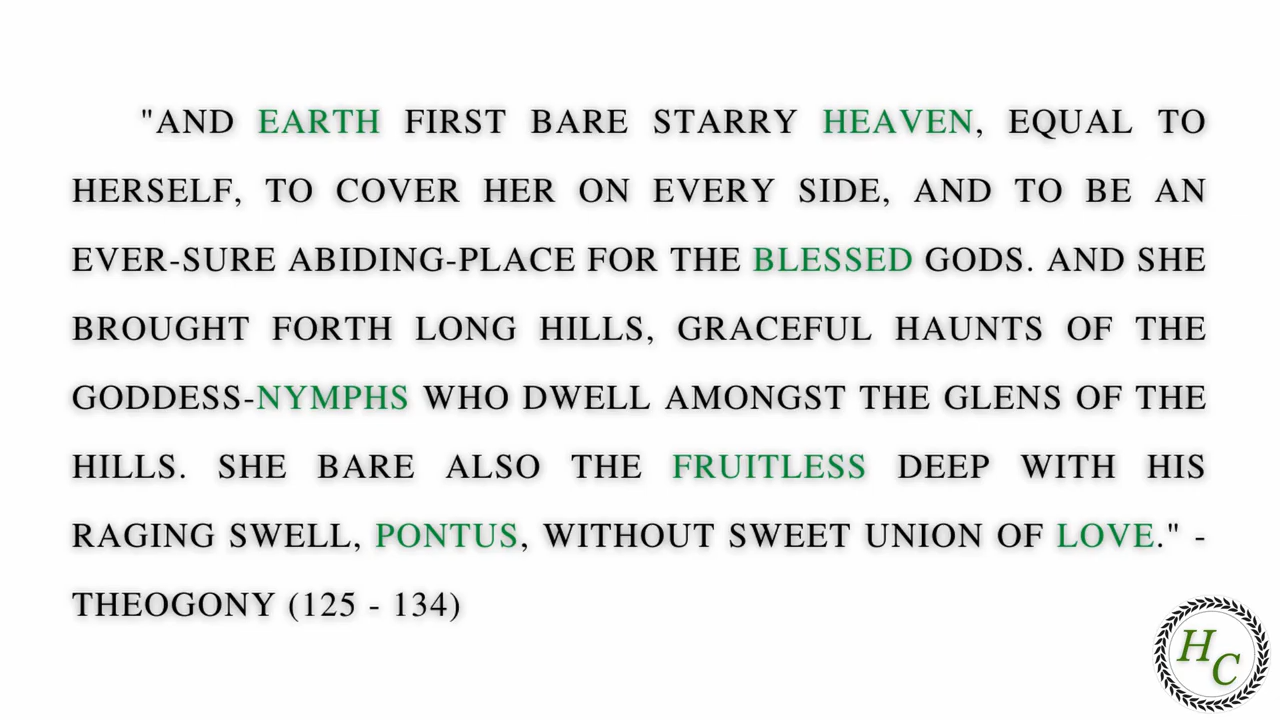 "AND EARTH FIRST BARE STARRY HEAVEN, EQUAL TO
HERSELF, TO COVER HER ON EVERY SIDE, AND TO BE AN
EVER-SURE ABIDING-PLACE FOR THE BLESSED GODS. AND SHE
BROUGHT FORTH LONG HILLS, GRACEFUL HAUNTS OF THE
GODDESS-NYMPHS WHO DWELL AMONGST THE GLENS OF THE
HILLS. SHE BARE ALSO THE FRUITLESS DEEP WITH HIS
RAGING SWELL, PONTUS, WITHOUT SWEET UNION OF LOVE." -
THEOGONY (125 - 134)
HC